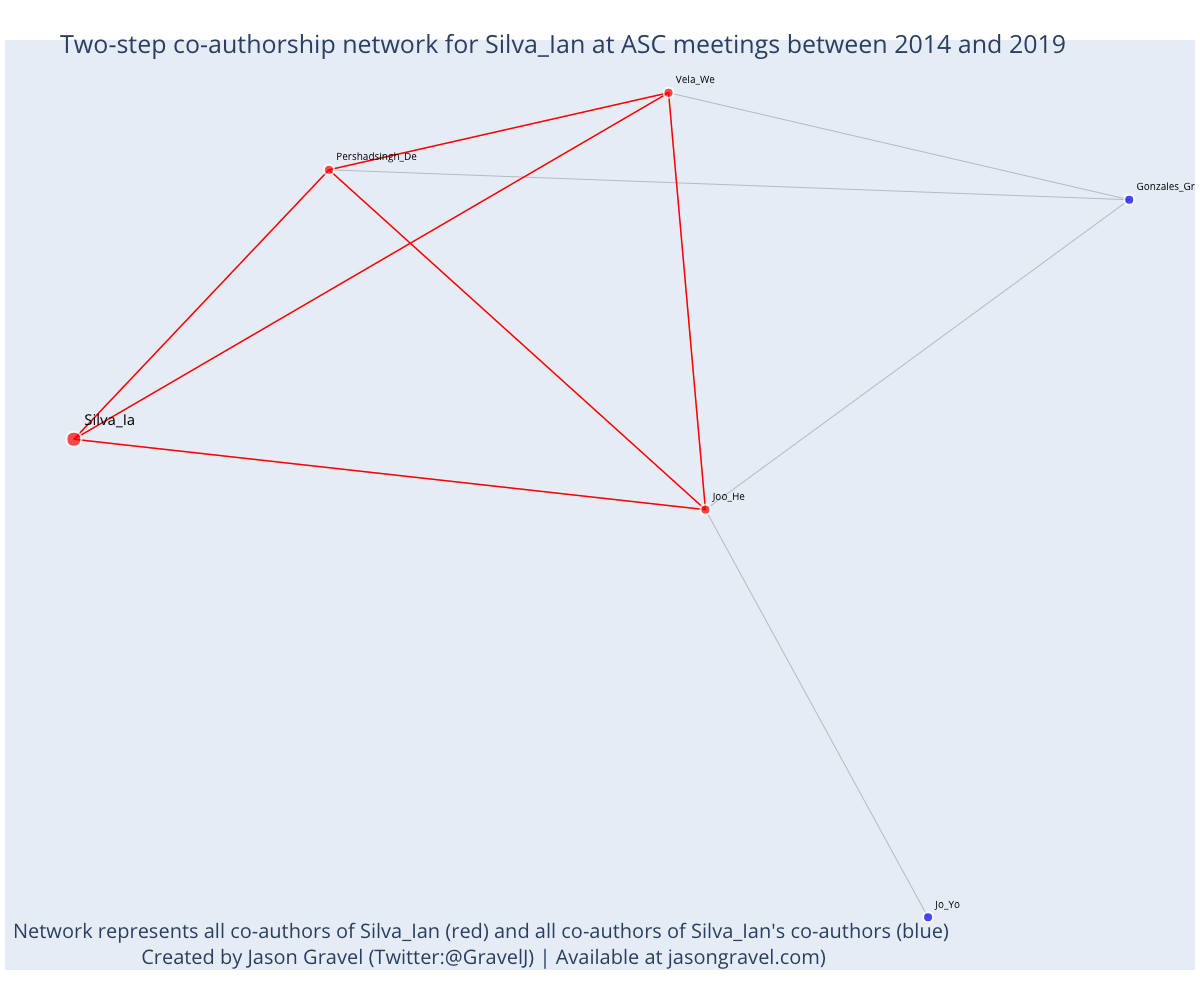 Two-step co-authorship network for Silva_Ian at ASC meetings between 2014 and 2019
Vela_We
Pershadsingh_De
Gonzales_Gr
Silva_Ia
Joo_He
Jo_Yo
Network represents all co-authors of Silva_Ian (red) and all co-authors of Silva_Ian's co-authors (blue)
Created by Jason Gravel (Twitter:@GravelJ) | Available at jasongravel.com)